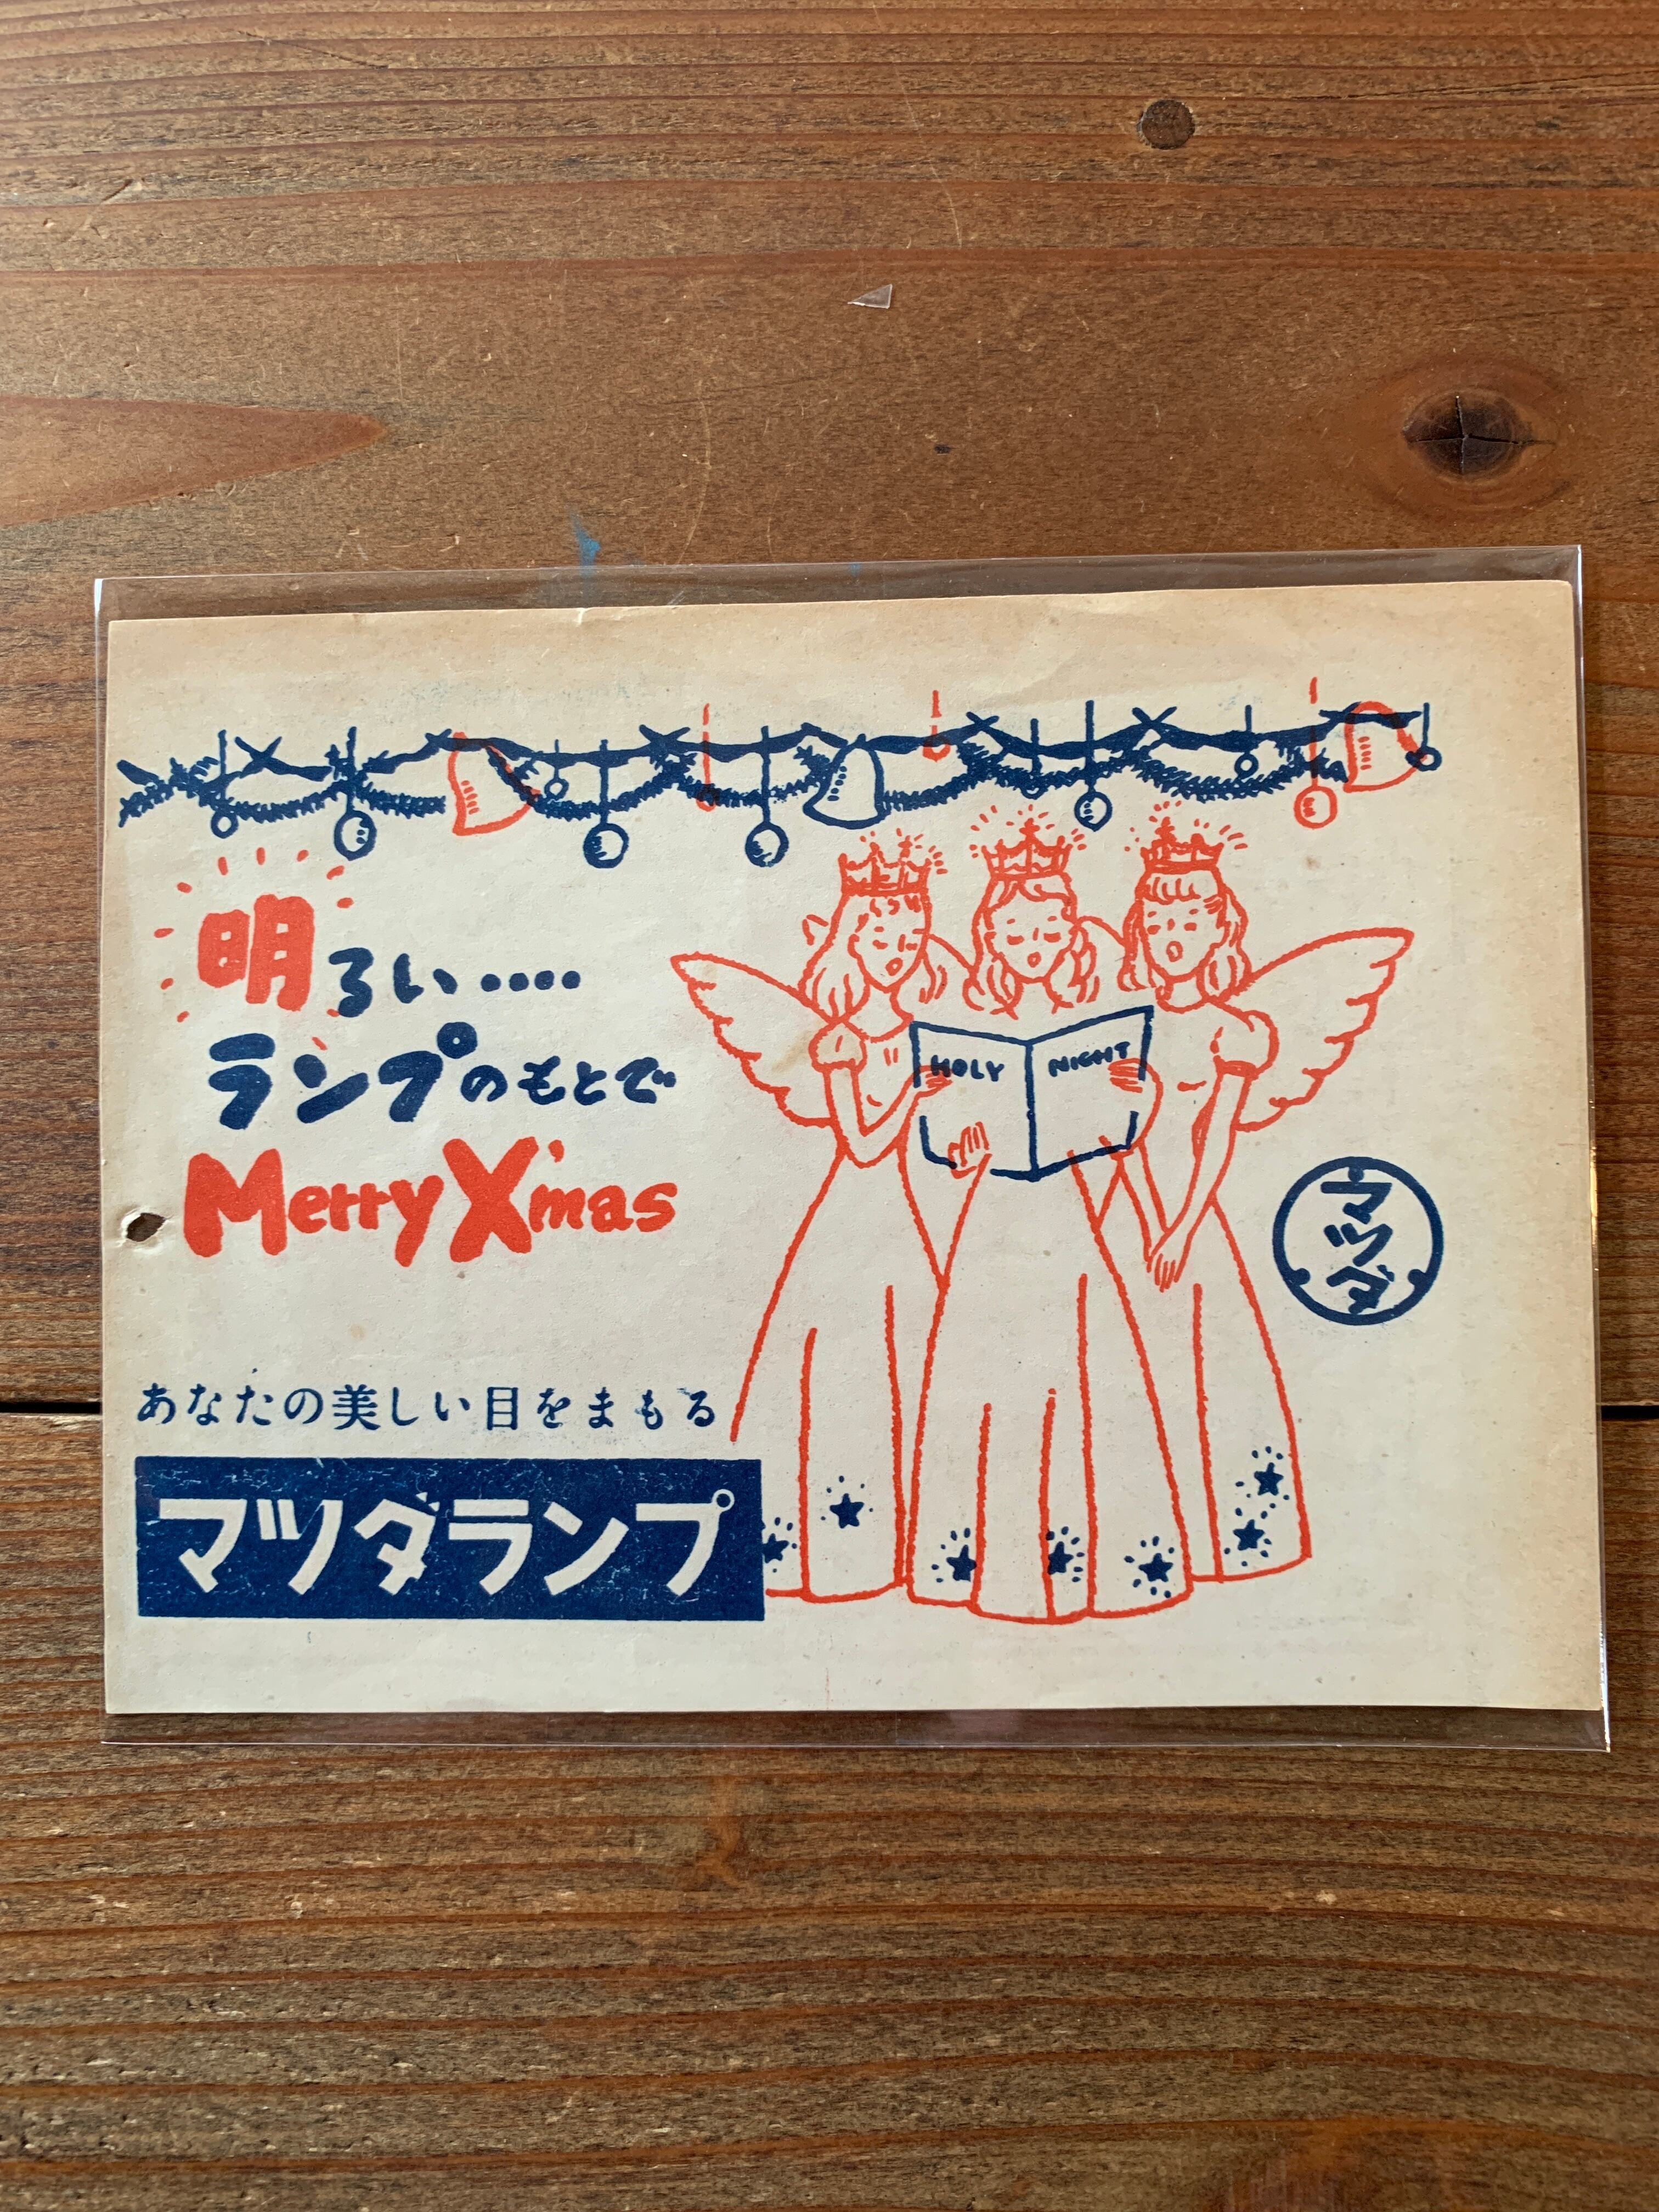 明るい‥‥
ランプのもとで
Merry X'mas
HOLY NIGHT
マツダ
あなたの美しい目をまもる
マツダランプ